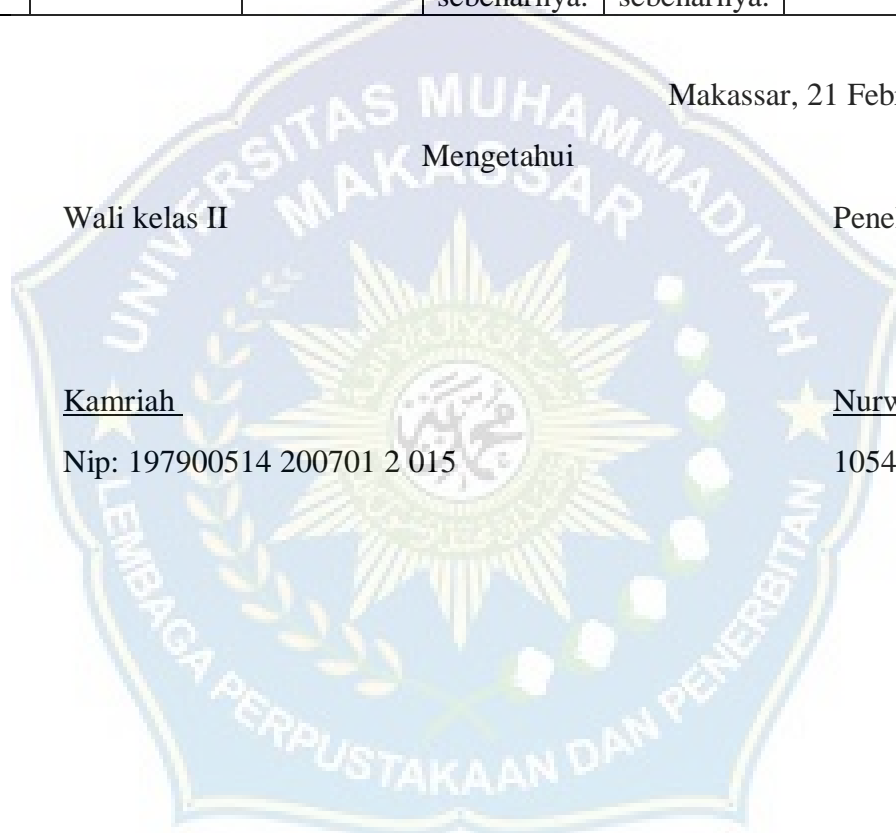 sebenarnya. sebenarnya.
Makassar, 21 Feb
Mengetahui
Wali kelas II Pene
Kamriah Nurw
Nip: 197900514 200701 2 015 1054
UNIVERSITAS MUHAMMADIYAH
MAKASSAR
LEMBAGA PERPUSTAKAAN DAN PENERBITAN